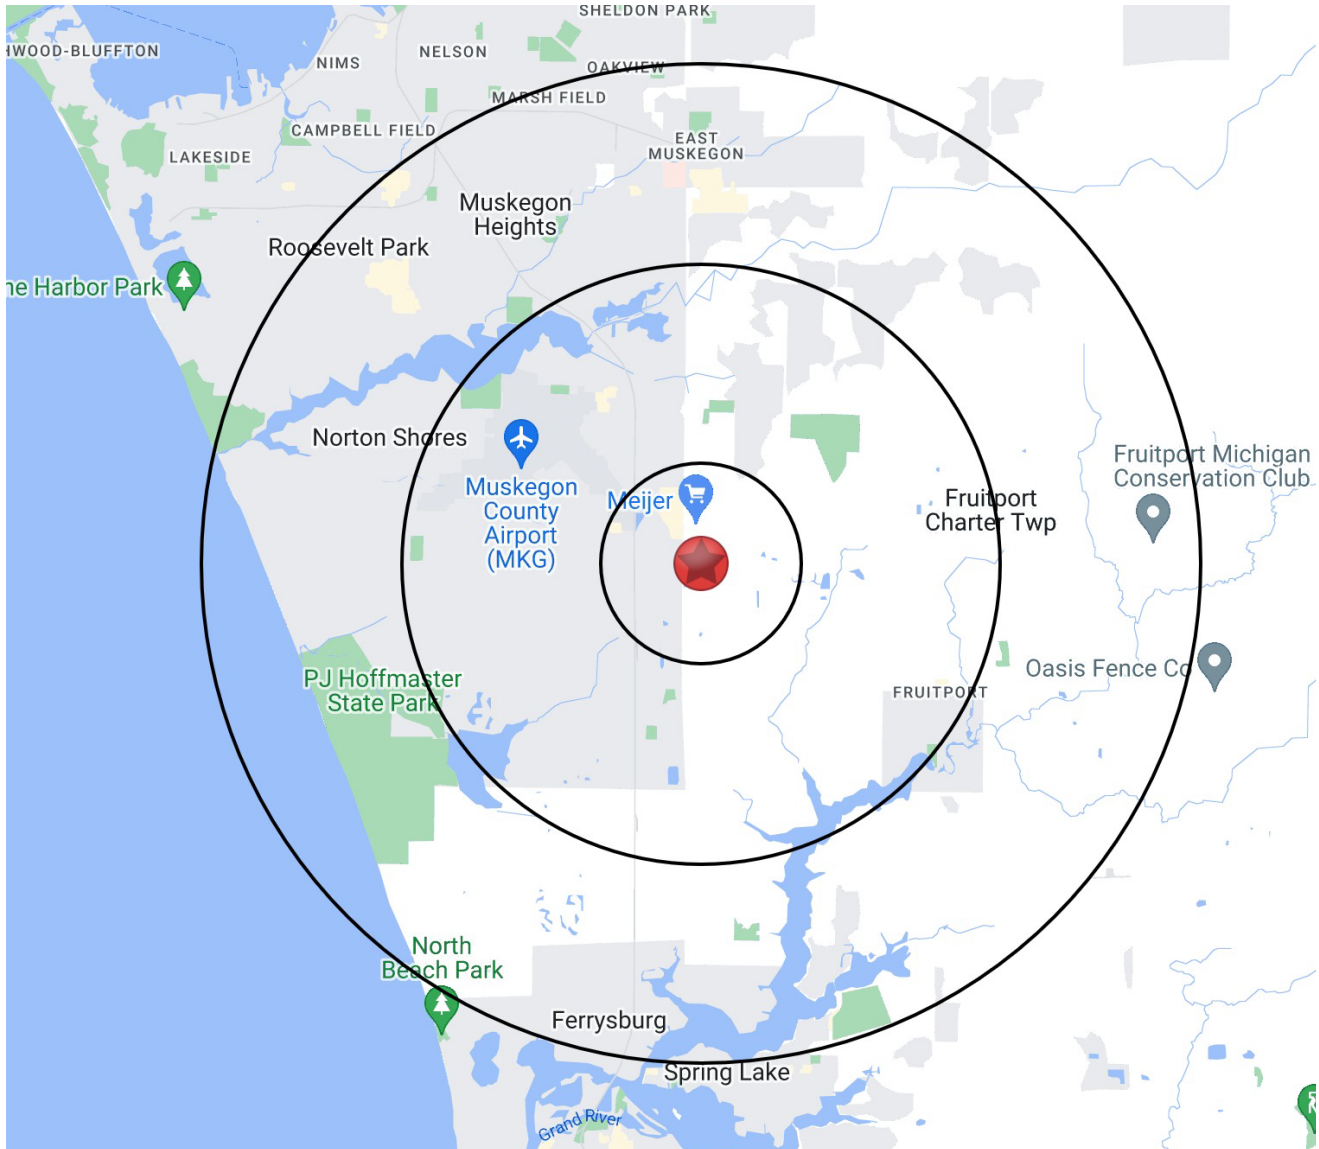 SHELDON PARK
HWOOD-BLUFFTON
NELSON
NIMS
OAKVIEW
MARSH FIELD
CAMPBELL FIELD
EAST
MUSKEGON
LAKESIDE
Muskegon
Heights
Roosevelt Park
ne Harbor Park
Norton Shores
Muskegon
County
Airport
(MKG)
Meijer
Fruitport Michigan
Conservation Club
Fruitport
Charter Twp
Oasis Fence Co
PJ Hoffmaster
State Park
FRUITPORT
North
Beach Park
Ferrysburg
Spring Lake
Grand River